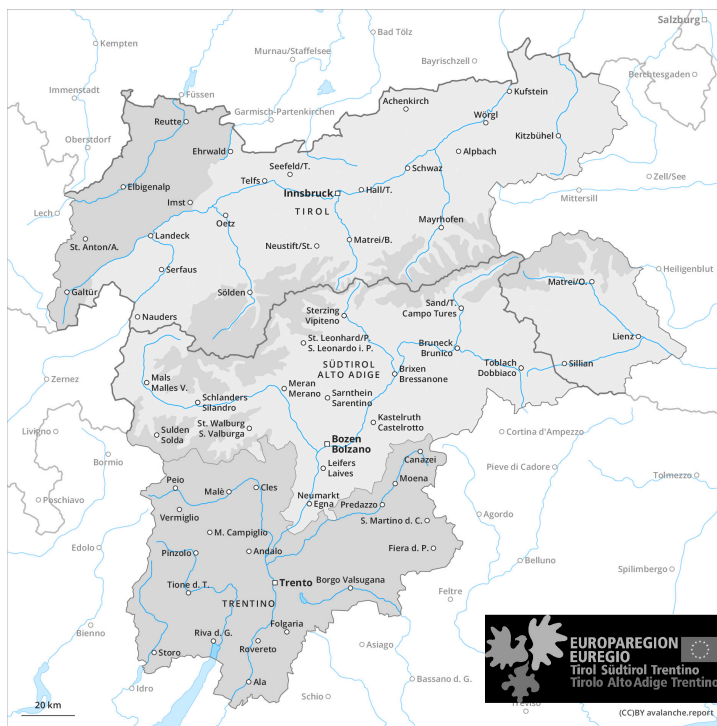 Salzburg
Kempten
Bad Tölz
Murnau/Staffelsee
Bayrischzell
Berchtesgaden
Immenstadt
Füssen
Kufstein
Garmisch-Partenkirchen
Achenkirch
Reutte
Wörgl
Oberstdorf
Kitzbühel
Ehrwald
Alpbach
Seefeld/T.
Schwaz
Telfs
Zell/See
Elbigenalp
Innsbruck
Hall/T.
Mittersill
Imst
TIROL
Lech
Oetz
Mayrhofen
Landeck
St. Anton/A.
Neustift/St.
Matrei/B.
Serfaus
Heiligenblut
Galtür
Sölden
Matrei/O.
Sand/T.
Campo Tures
Nauders
Sterzing
Vipiteno
Lienz
St. Leonhard/P.
S. Leonardo i. P.
Bruneck
Brunico
Toblach
Dobbiaco
Sillian
SÜDTIROL
ALTO ADIGE
Brixen
Bressanone
Zernez
Mals
Malles V.
Meran
Merano
Schlanders
Silandro
Sarnthein
Sarentino
St. Walburg
S. Valburga
Kastelruth
Castelrotto
Livigno
Sulden
Solda
Bozen
Bolzano
Cortina d'Ampezzo
Bormio
Canazei
Leifers
Laives
Pieve di Cadore
Tolmezzo
Peio
Malè
Cles
Moena
Poschiavo
Neumarkt
Egna
Predazzo
Vermiglio
Agordo
S. Martino d. C.
M. Campiglio
Edolo
Pinzolo
Andalo
Fiera d. P.
Belluno
Spilimbergo
Tione d. T.
Trento
Borgo Valsugana
Feltre
TRENTINO
Bienno
Folgaria
Riva d. G.
Rovereto
Asiago
Storo
Ala
Idro
Schio
Bassano d. G.
Treviso
EUROPAREGION
EUREGIO
Tirol Südtirol Trentino
Tirolo Alto Adige Trentino
20 km
(CC)BY avalanche.report